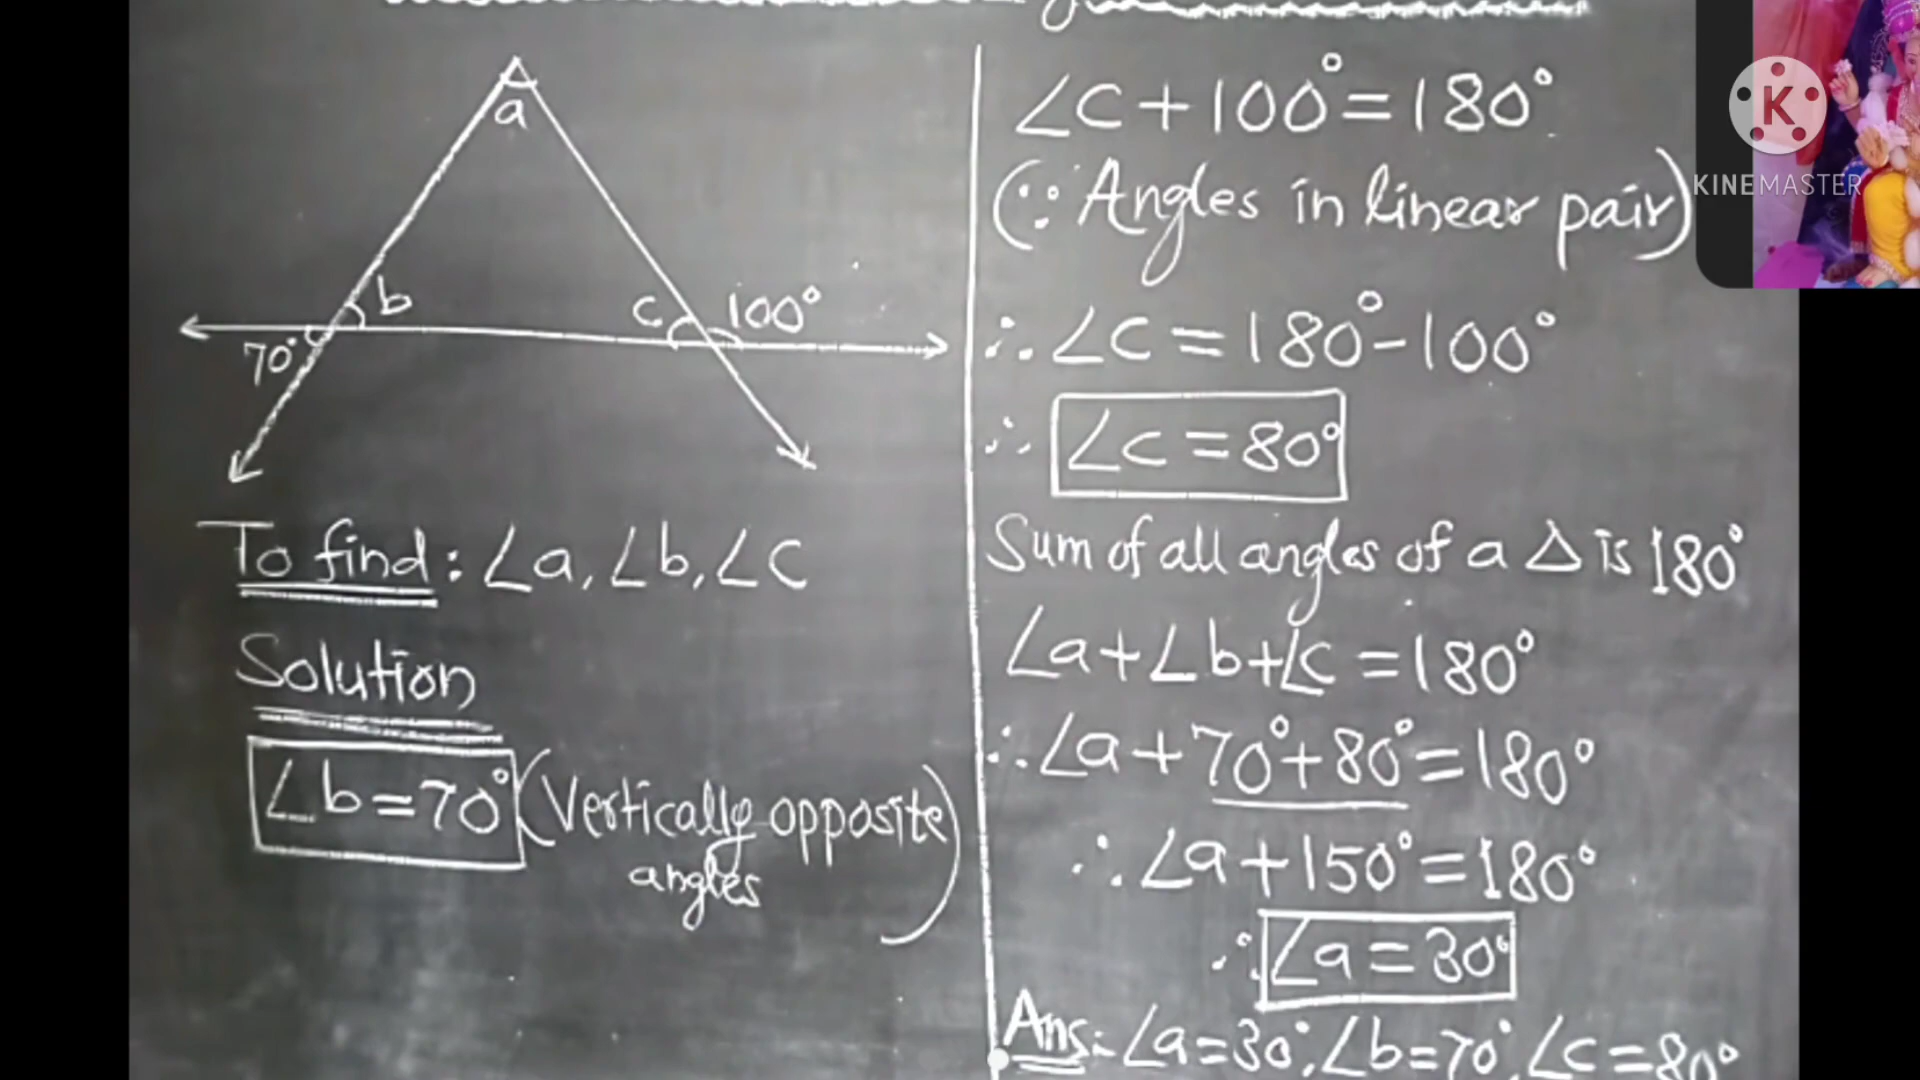 a
b
c 100°
70°
To find: ∠a, ∠b, ∠c
Solution
∠b = 70° (Vertically opposite
angles)
∠c + 100° = 180°
(∵ Angles in linear pair)
∴ ∠c = 180° - 100°
∴ ∠c = 80°
Sum of all angles of a △ is 180°
∠a + ∠b + ∠c = 180°
∴ ∠a + 70° + 80° = 180°
∴ ∠a + 150° = 180°
∴ ∠a = 30°
Ans:- ∠a = 30°, ∠b = 70°, ∠c = 80°
K
KINEMASTER